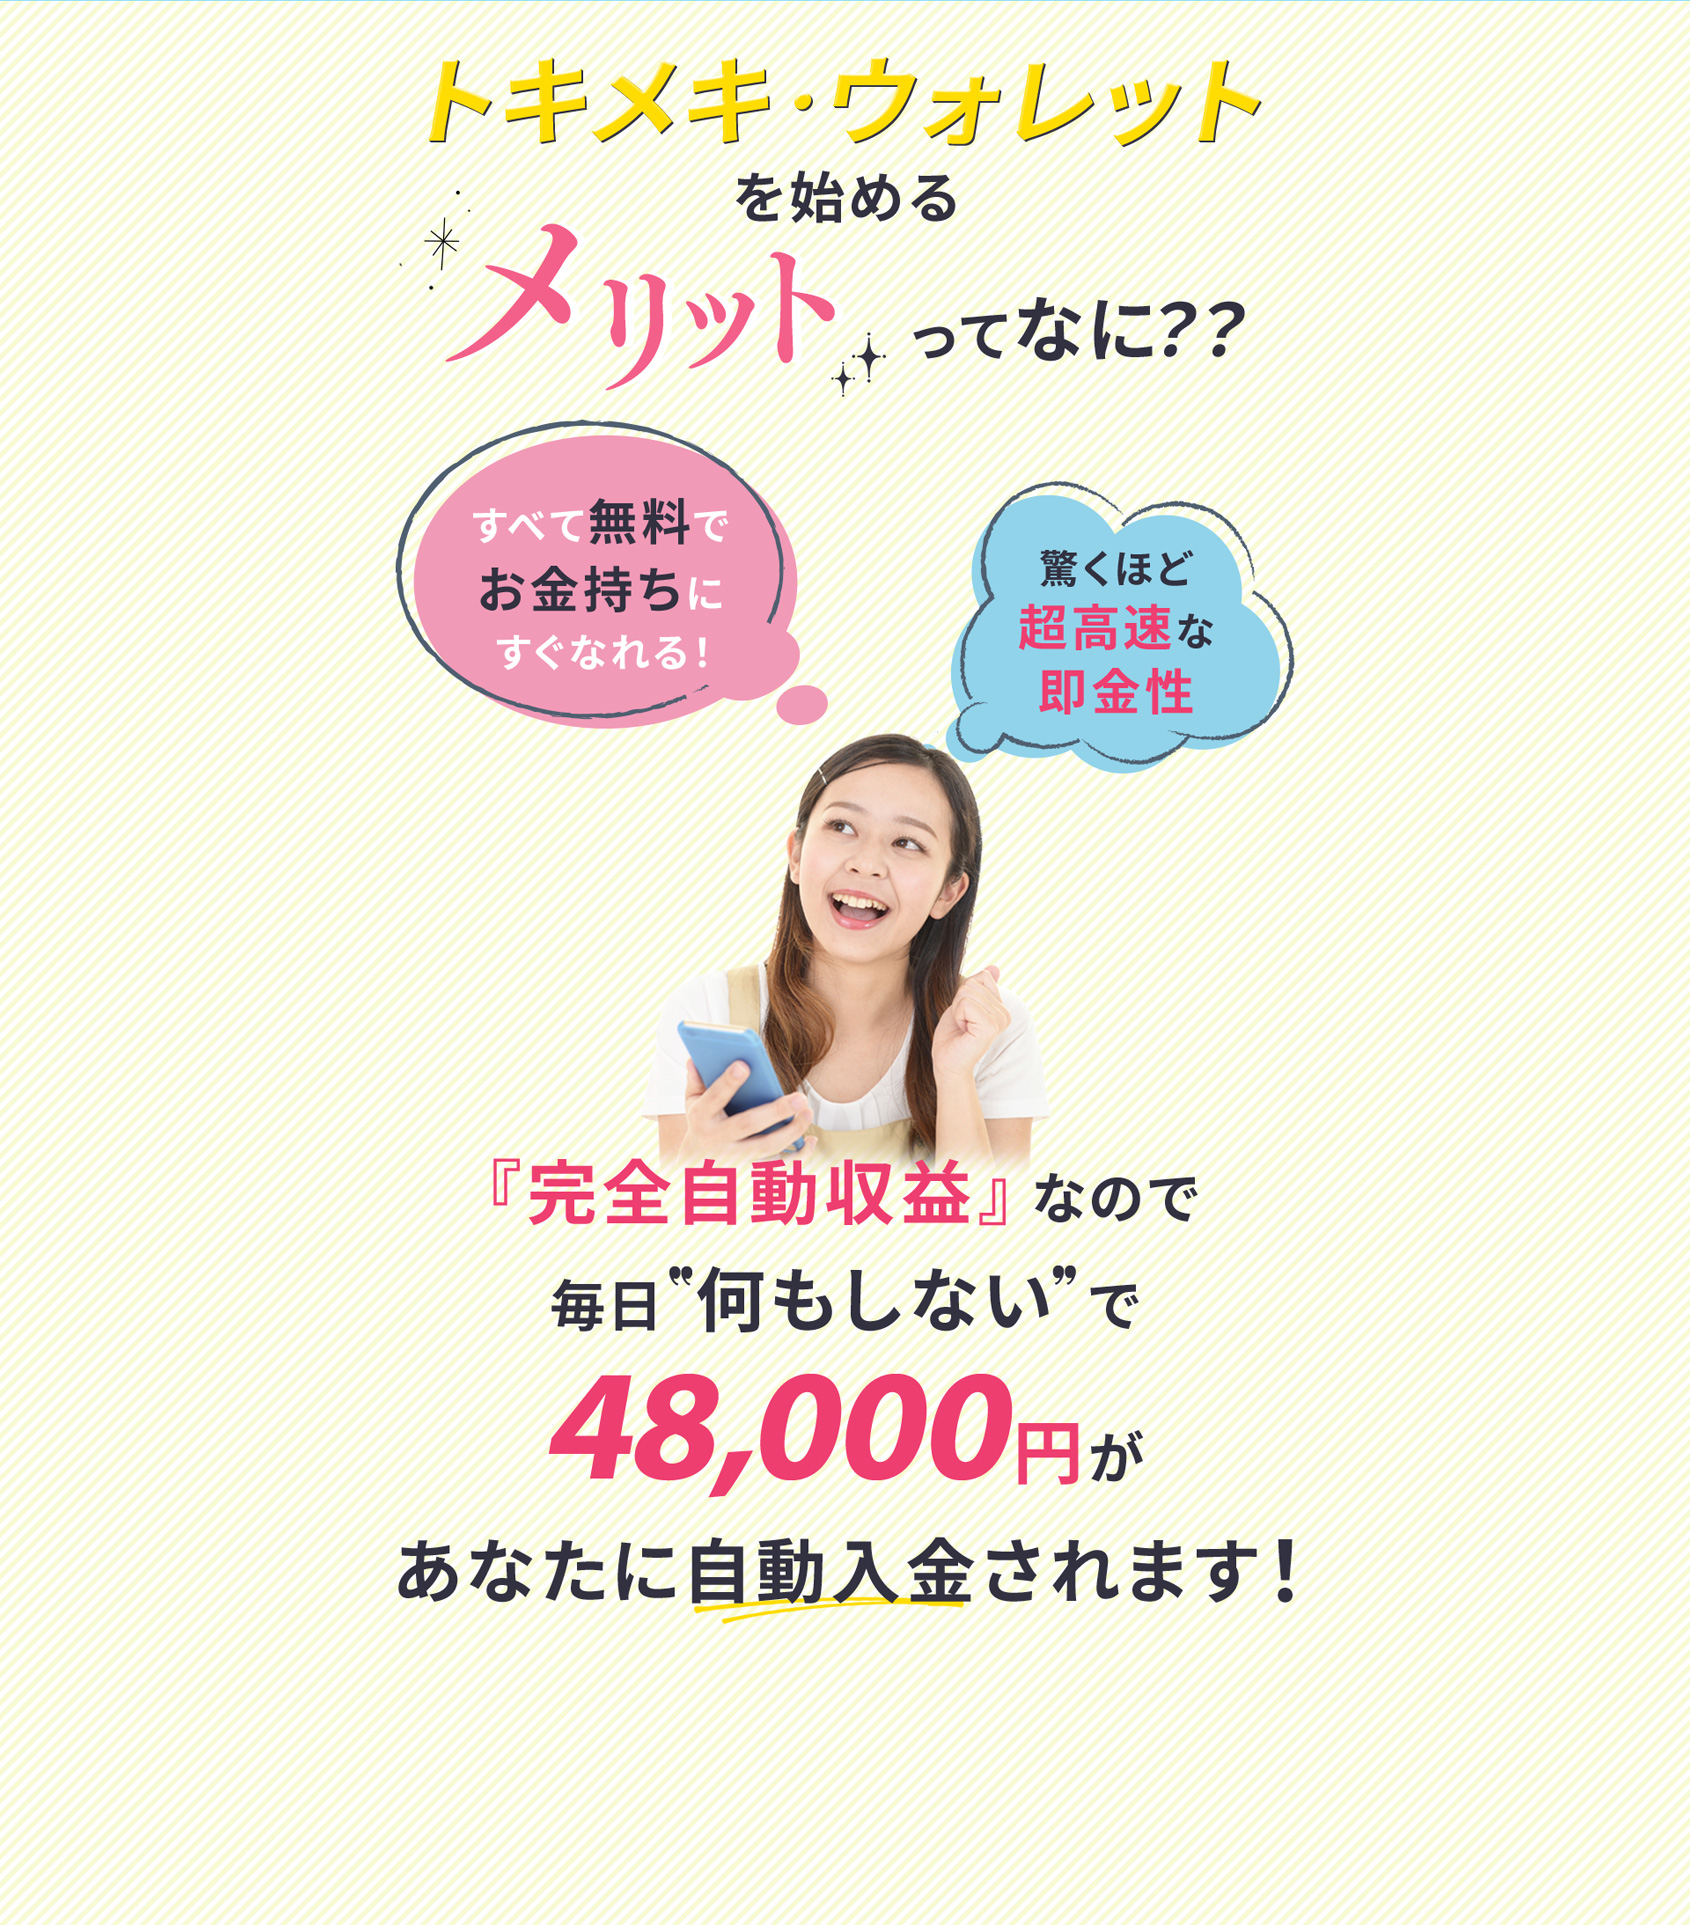 トキメキ・ウォレット
を始める
メリットってなに??
すべて無料で
お金持ちに
すぐなれる!
驚くほど
超高速な
即金性
『完全自動収益』なので
毎日❞何もしない❞で
48,000円が
あなたに自動入金されます!